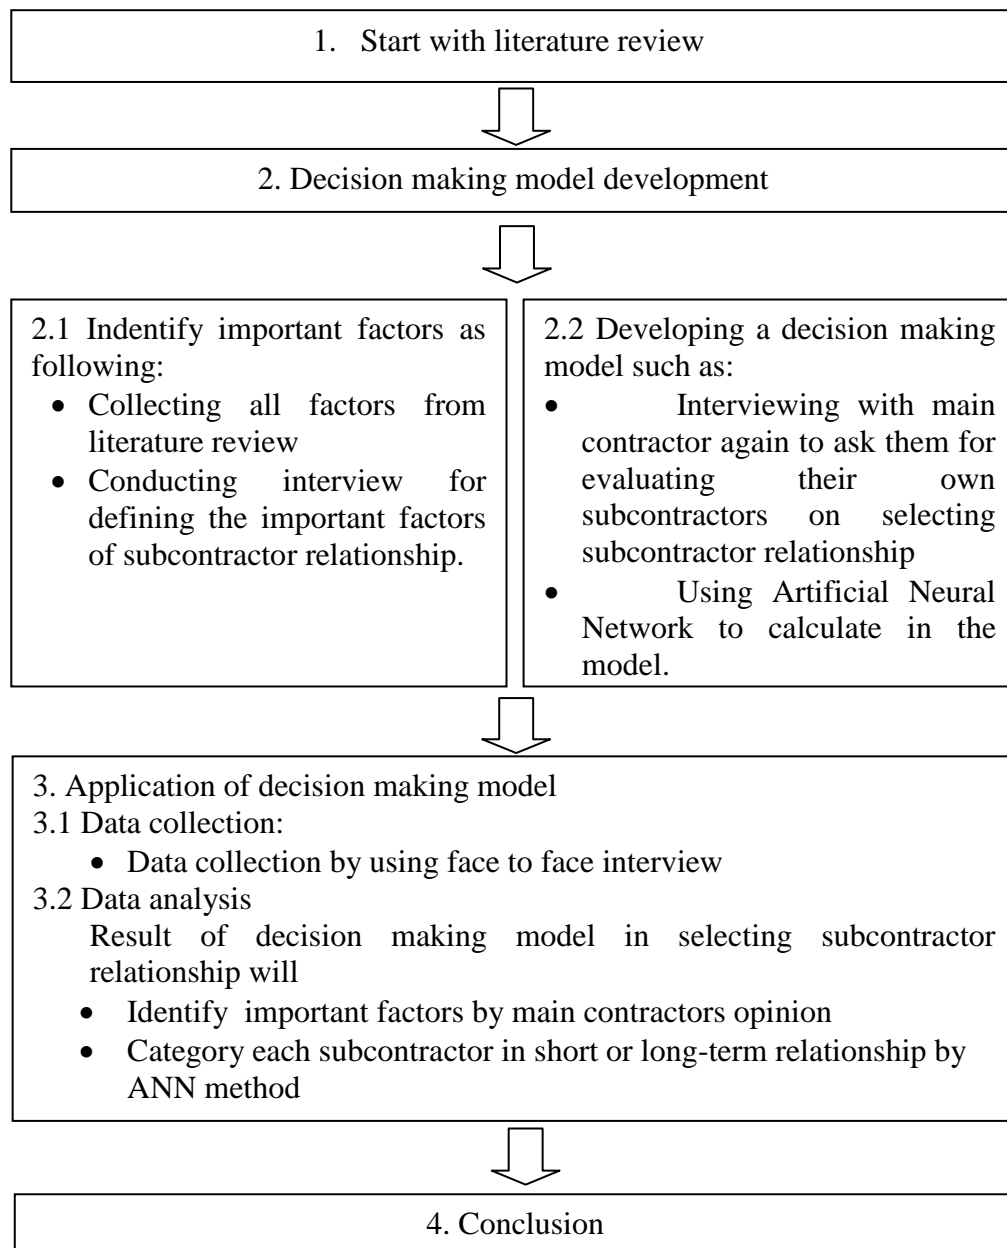 1. Start with literature review
2. Decision making model development
2.1 Indentify important factors as
following:
• Collecting all factors from
literature review
• Conducting interview for
defining the important factors
of subcontractor relationship.
2.2 Developing a decision making
model such as:
• Interviewing with main
contractor again to ask them for
evaluating their own
subcontractors on selecting
subcontractor relationship
• Using Artificial Neural
Network to calculate in the
model.
3. Application of decision making model
3.1 Data collection:
• Data collection by using face to face interview
3.2 Data analysis
Result of decision making model in selecting subcontractor
relationship will
• Identify important factors by main contractors opinion
• Category each subcontractor in short or long-term relationship by
ANN method
4. Conclusion